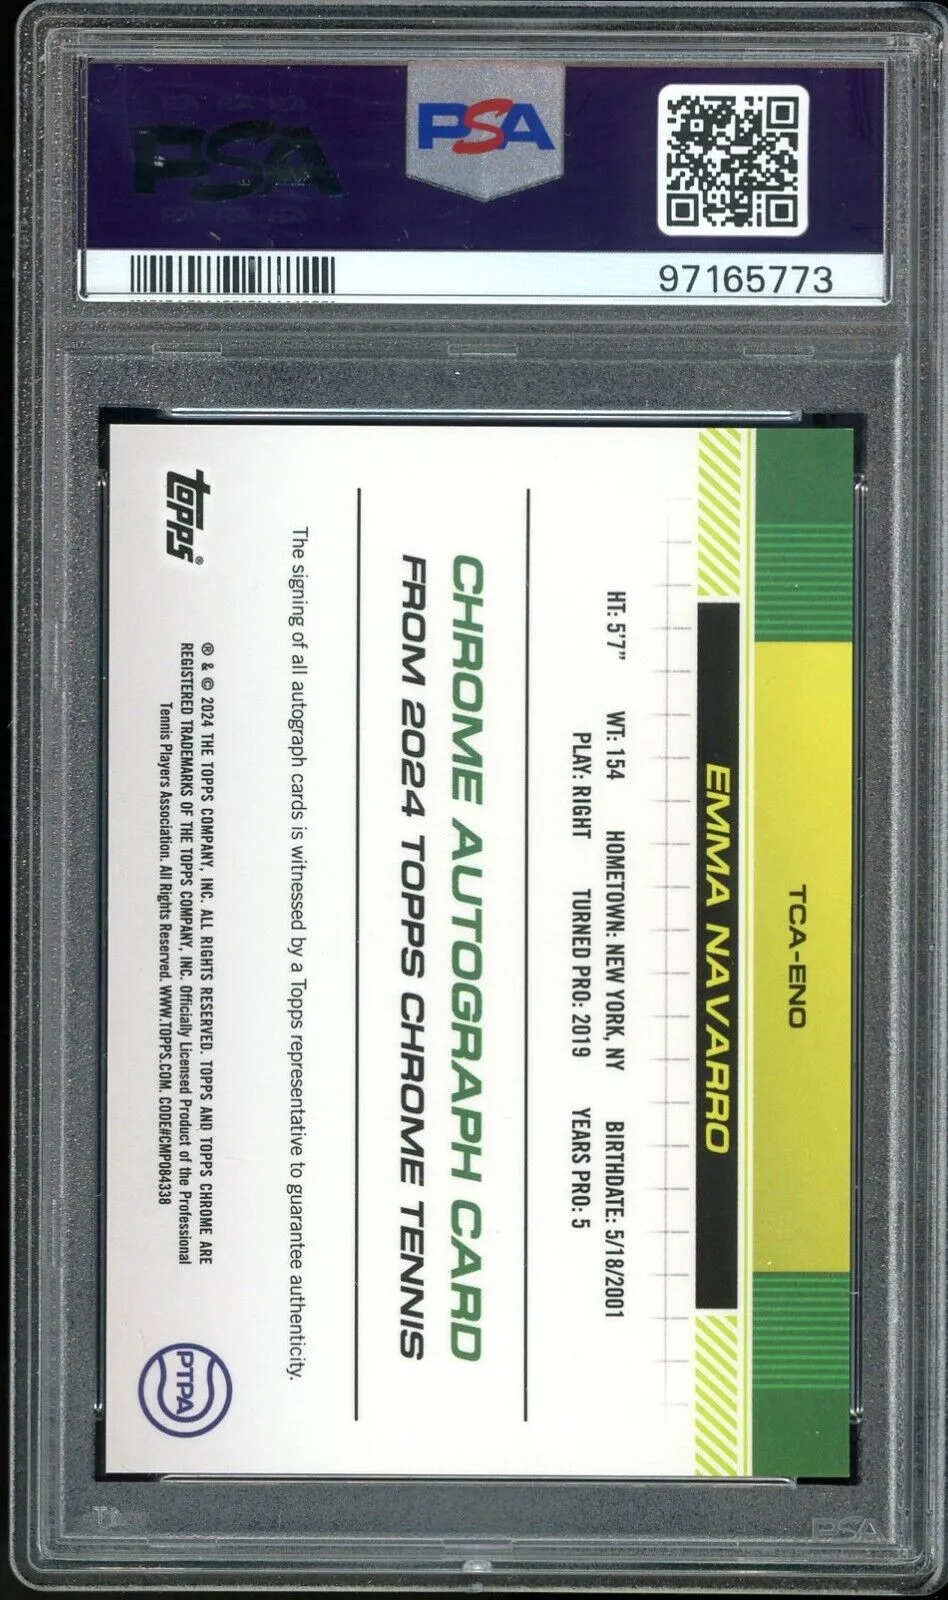 PSA
PSA
97165773
TCA-ENO
EMMA NAVARRO
HT: 5'7" WT: 154 HOMETOWN: NEW YORK, NY BIRTHDATE: 5/18/2001
PLAY: RIGHT TURNED PRO: 2019 YEARS PRO: 5
CHROME AUTOGRAPH CARD
FROM 2024 TOPPS CHROME TENNIS
The signing of all autograph cards is witnessed by a Topps representative to guarantee authenticity.
topps®
® & © 2024 THE TOPPS COMPANY, INC. ALL RIGHTS RESERVED. TOPPS AND TOPPS CHROME ARE
REGISTERED TRADEMARKS OF THE TOPPS COMPANY, INC. Officially Licensed Product of the Professional
Tennis Players Association. All Rights Reserved. WWW.TOPPS.COM. CODE#CMP084338
PTPA
PSA